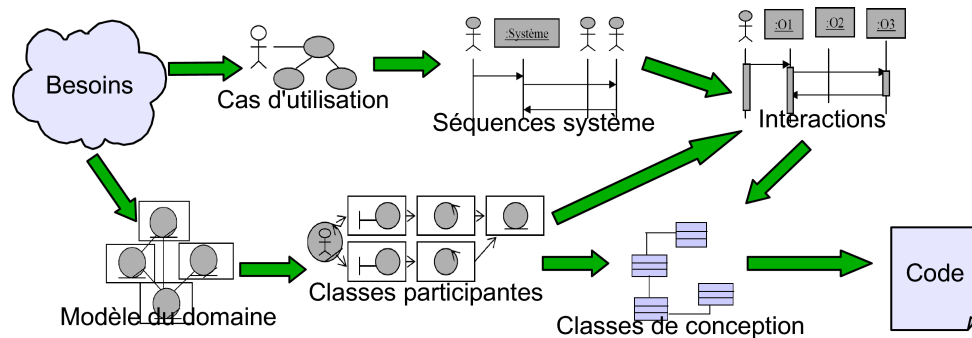 Besoins
Cas d'utilisation
:Système
Séquences système
:O1
:O2
:O3
Interactions
Modèle du domaine
Classes participantes
Classes de conception
Code